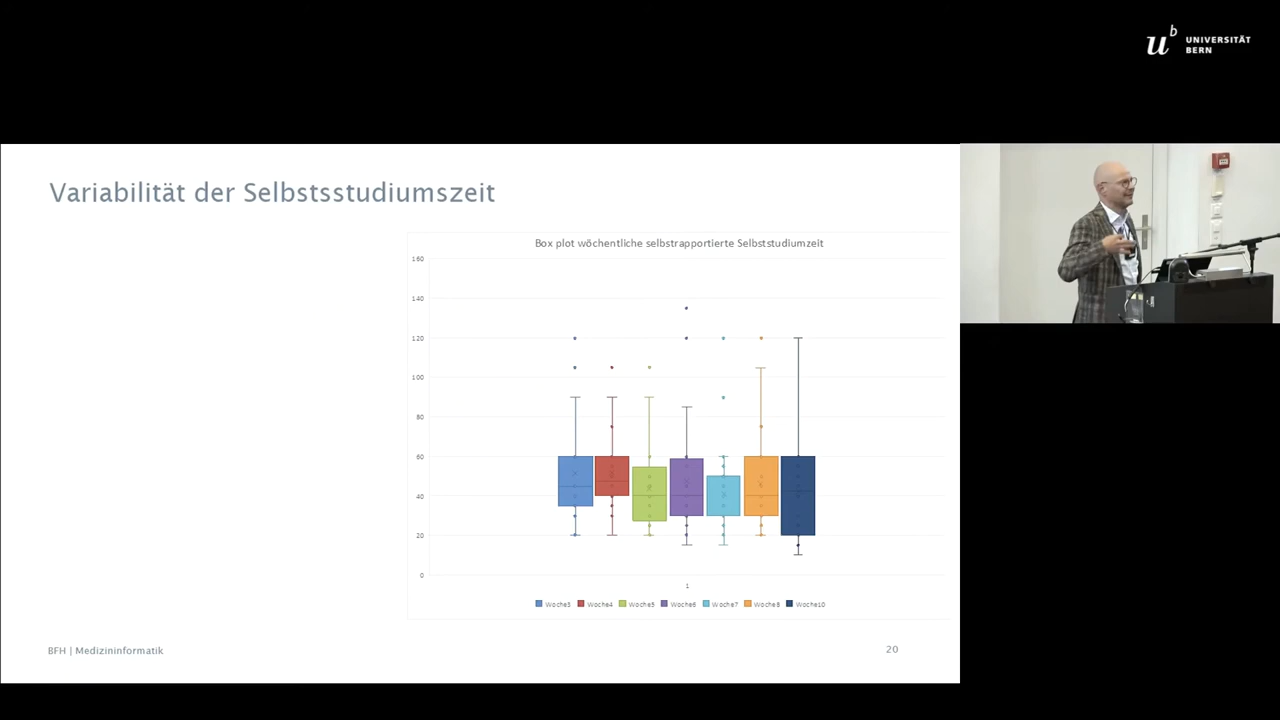 u^b UNIVERSITÄT
BERN
Variabilität der Selbstsstudiumszeit
Box plot wöchentliche selbstrapportierte Selbststudiumzeit
160
140
120
100
80
60
40
20
0
1
Woche3 Woche4 Woche5 Woche6 Woche7 Woche8 Woche10
BFH | Medizininformatik
20